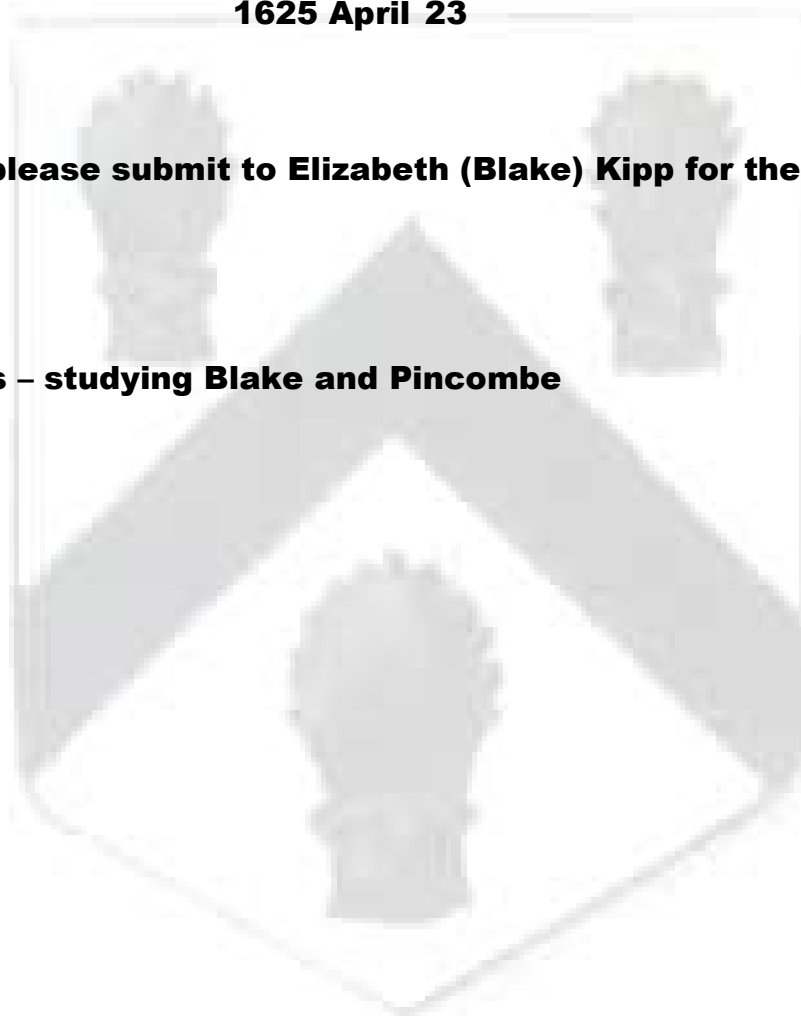 1625 April 23
please submit to Elizabeth (Blake) Kipp for the
s – studying Blake and Pincombe